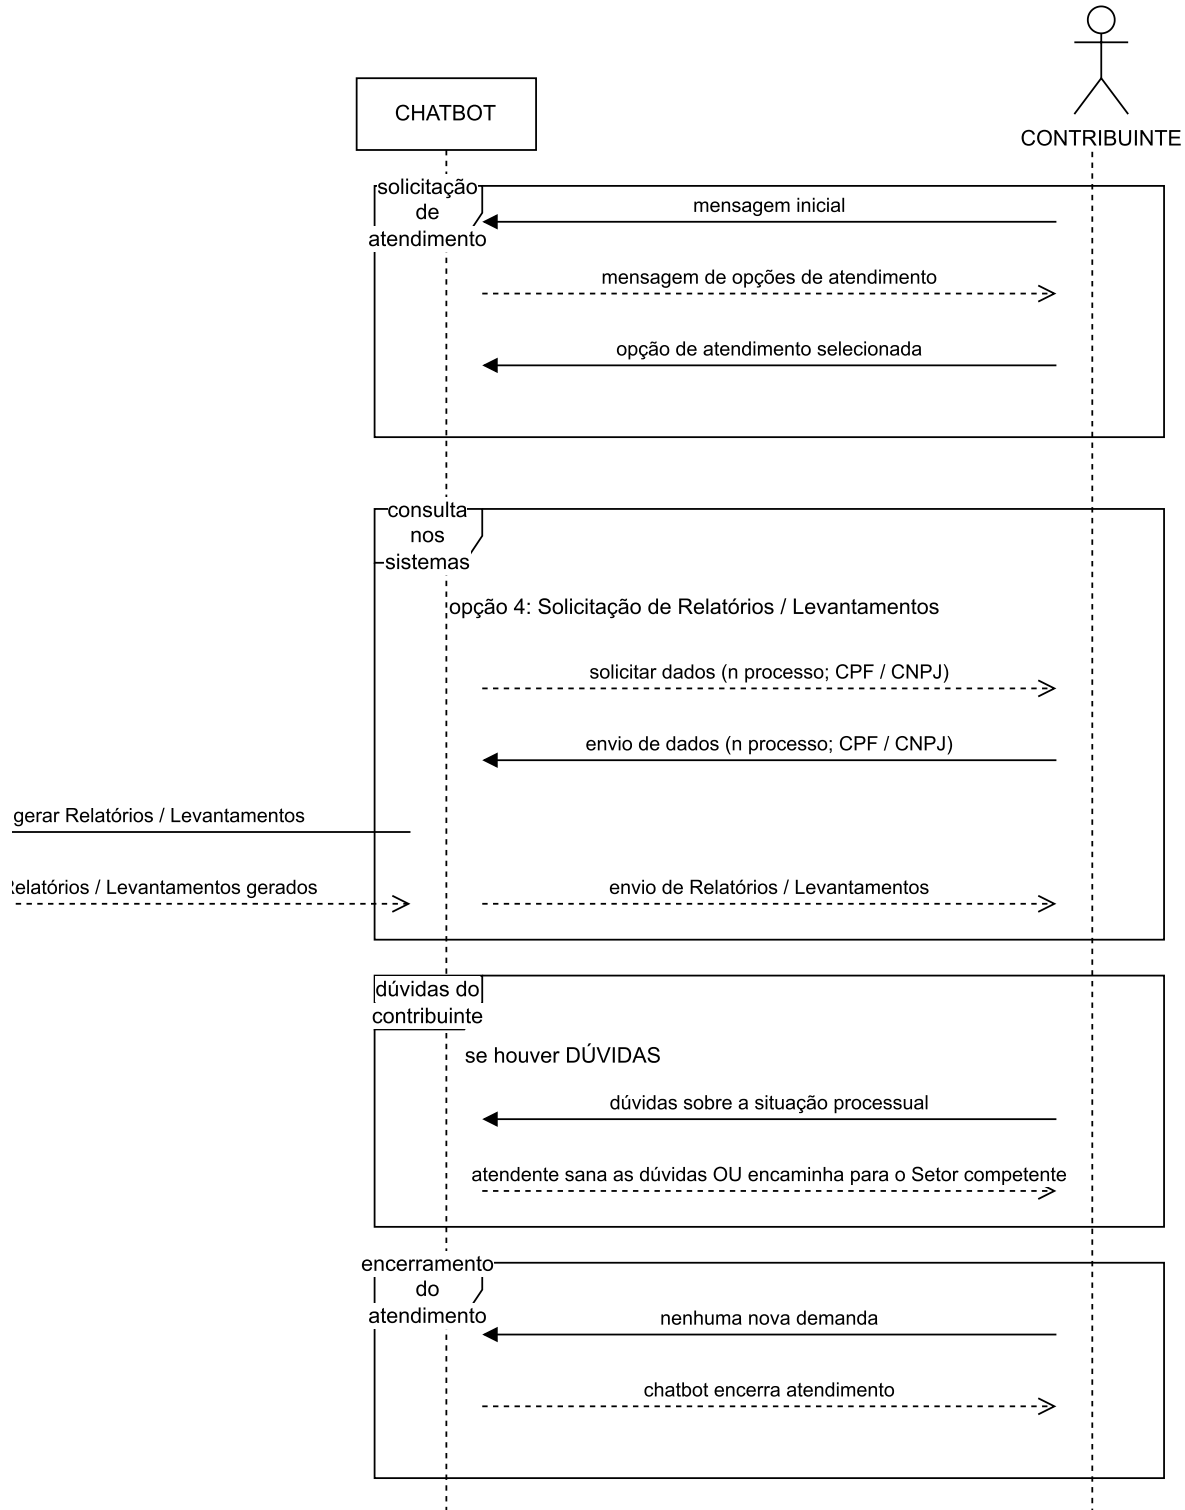 CHATBOT
CONTRIBUINTE
solicitação
de
atendimento
mensagem inicial
mensagem de opções de atendimento
opção de atendimento selecionada
consulta
nos
sistemas
opção 4: Solicitação de Relatórios / Levantamentos
solicitar dados (n processo; CPF / CNPJ)
envio de dados (n processo; CPF / CNPJ)
gerar Relatórios / Levantamentos
Relatórios / Levantamentos gerados
envio de Relatórios / Levantamentos
dúvidas do
contribuinte
se houver DÚVIDAS
dúvidas sobre a situação processual
atendente sana as dúvidas OU encaminha para o Setor competente
encerramento
do
atendimento
nenhuma nova demanda
chatbot encerra atendimento